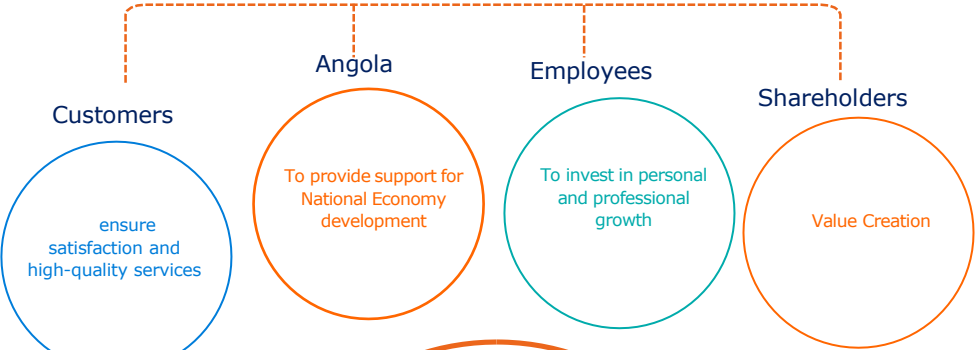 Customers
ensure
satisfaction and
high-quality services
Angola
To provide support for
National Economy
development
Employees
To invest in personal
and professional
growth
Shareholders
Value Creation